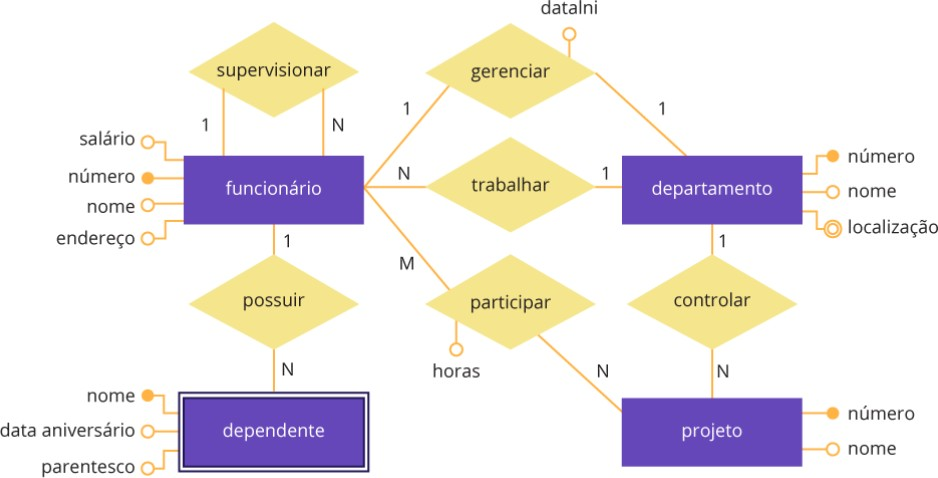 dataIni
supervisionar
gerenciar
1
N
1
1
salário
número
nome
endereço
funcionário
N
trabalhar
1
departamento
número
nome
localização
1
M
1
possuir
participar
controlar
horas
N
N
N
nome
data aniversário
parentesco
dependente
projeto
número
nome